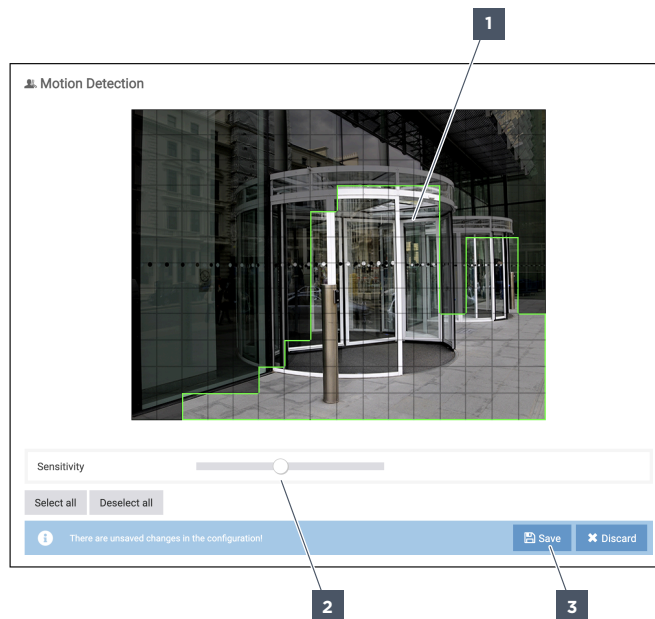 1
Motion Detection
Sensitivity
Select all Deselect all
There are unsaved changes in the configuration! Save Discard
2 3